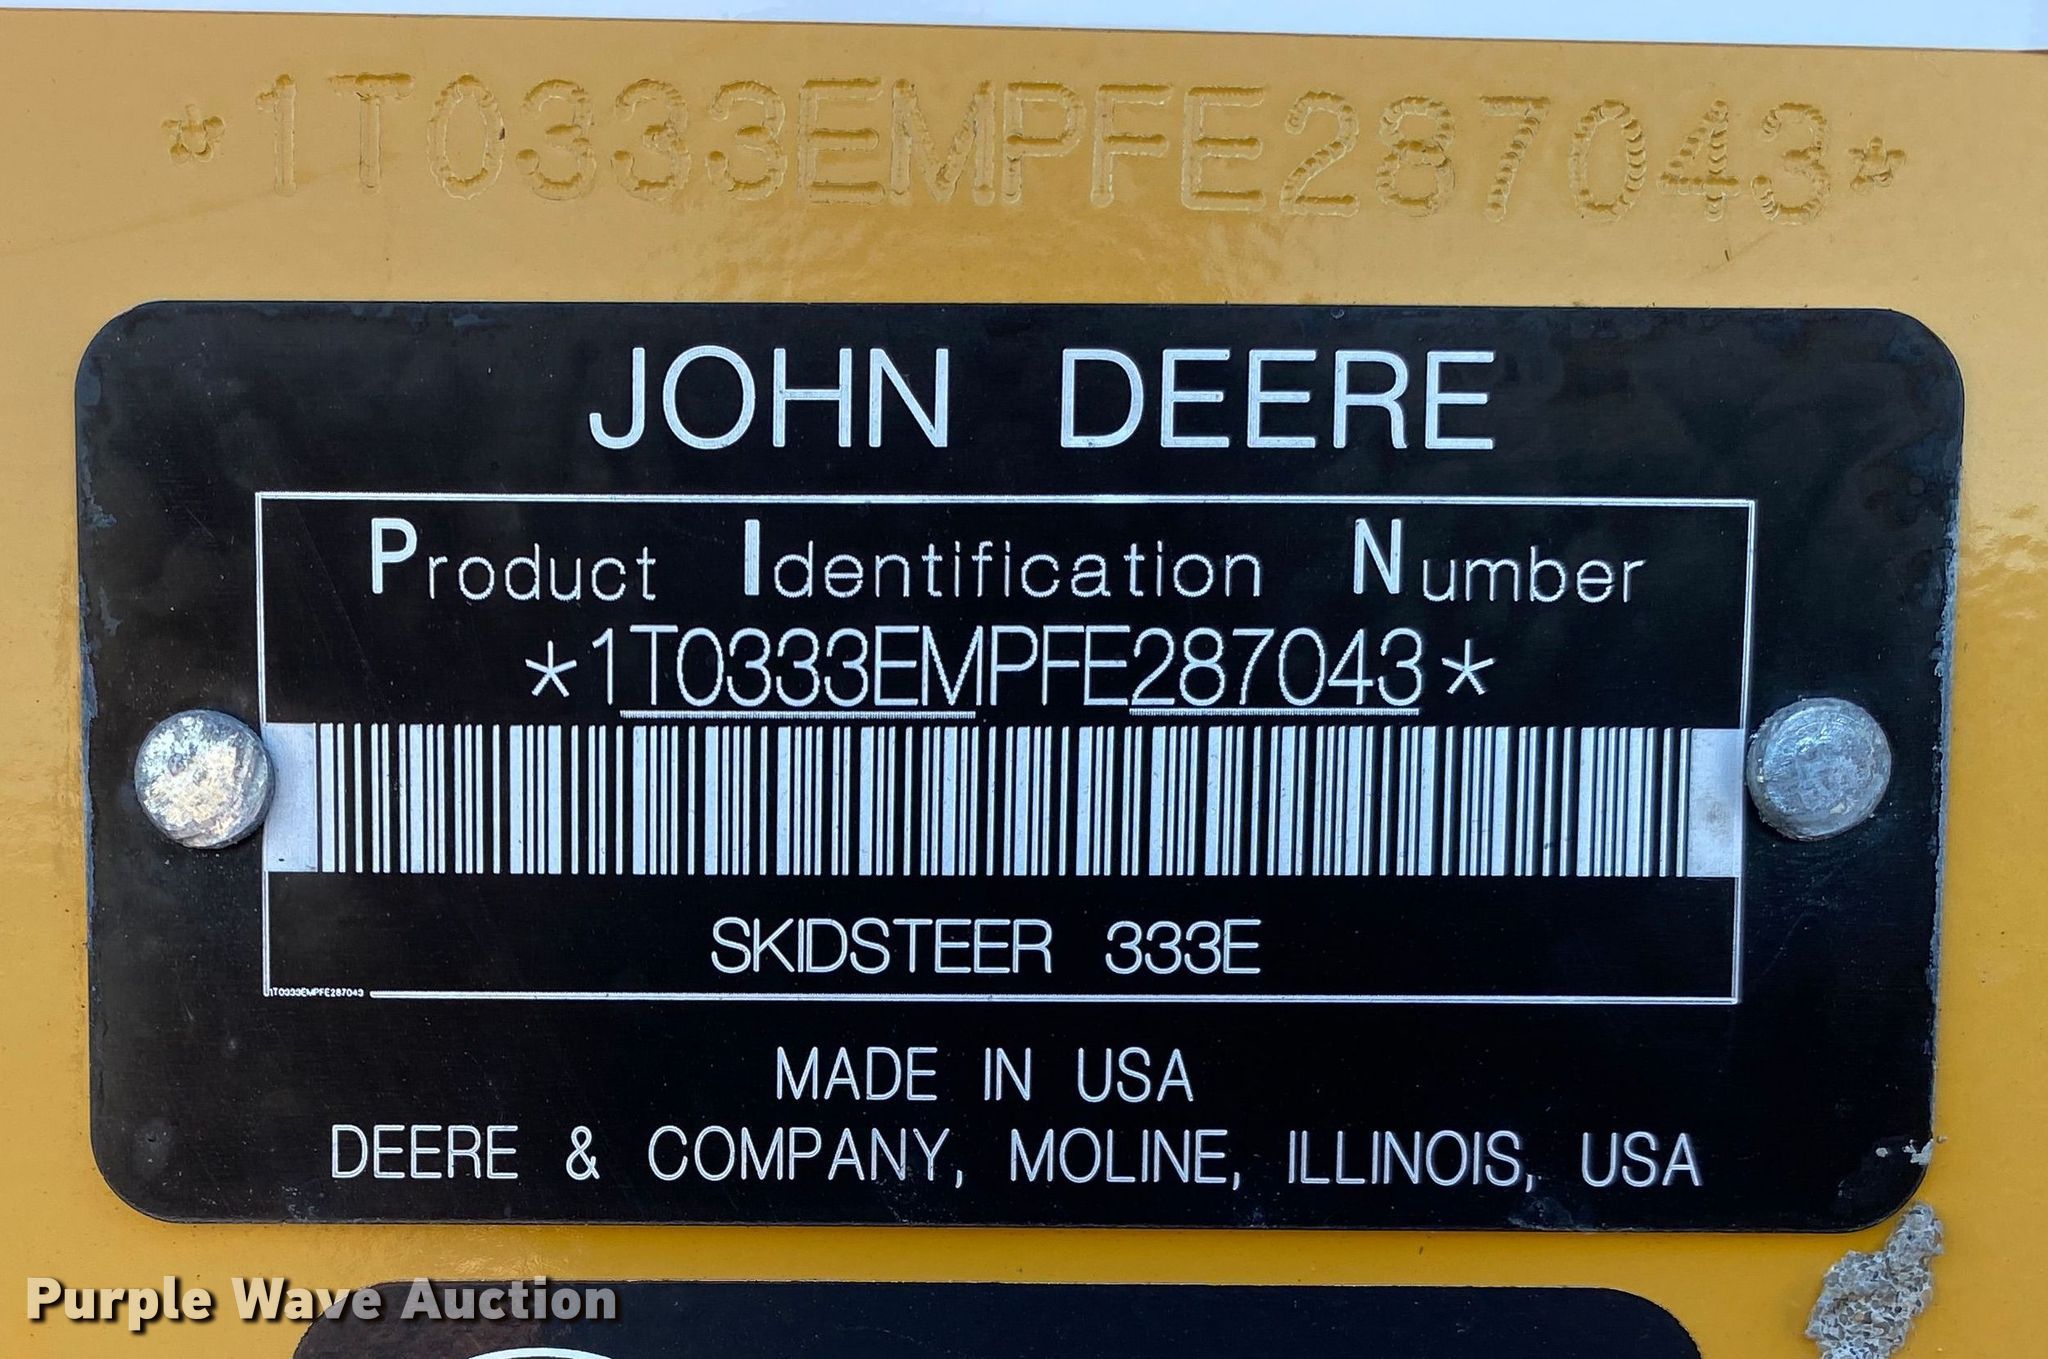 *1T0333EMPFE287043*
JOHN DEERE
Product Identification Number
*1T0333EMPFE287043*
SKIDSTEER 333E
1T0333EMPFE287043
MADE IN USA
DEERE & COMPANY, MOLINE, ILLINOIS, USA
Purple Wave Auction